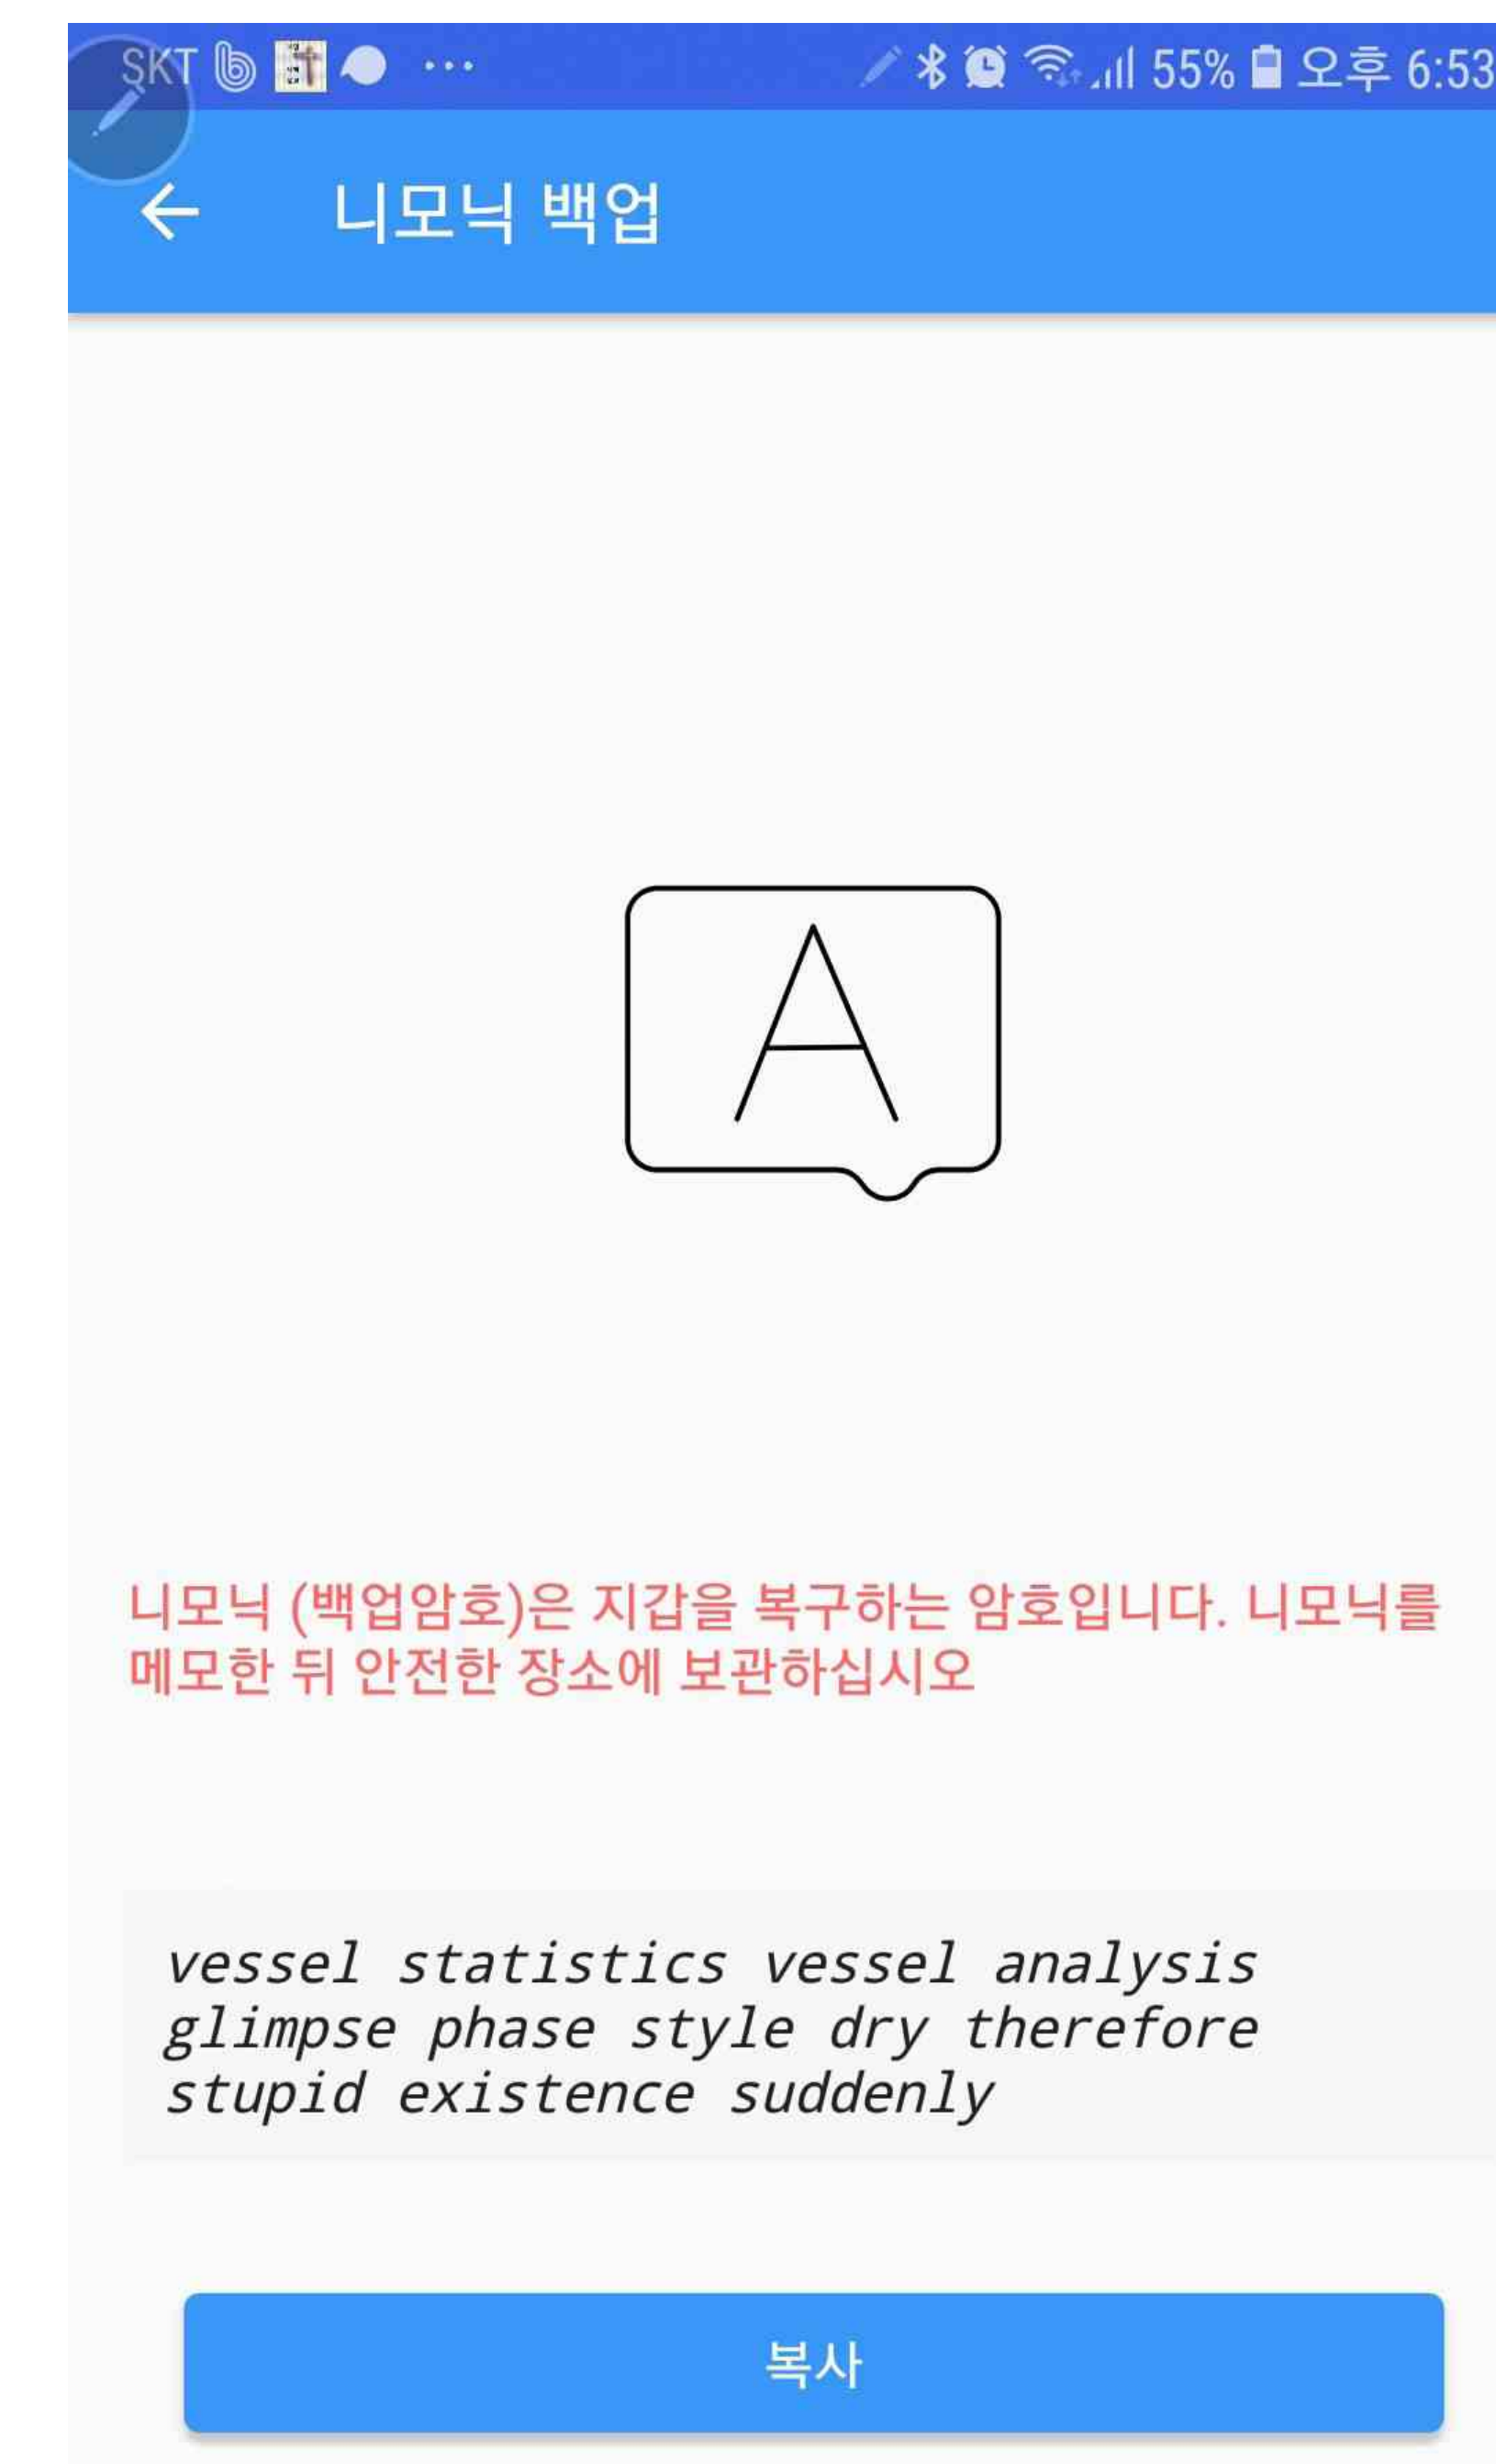 SKT 55% 오후 6:53
니모닉 백업
A
니모닉 (백업암호)은 지갑을 복구하는 암호입니다. 니모닉를
메모한 뒤 안전한 장소에 보관하십시오
vessel statistics vessel analysis
glimpse phase style dry therefore
stupid existence suddenly
복사